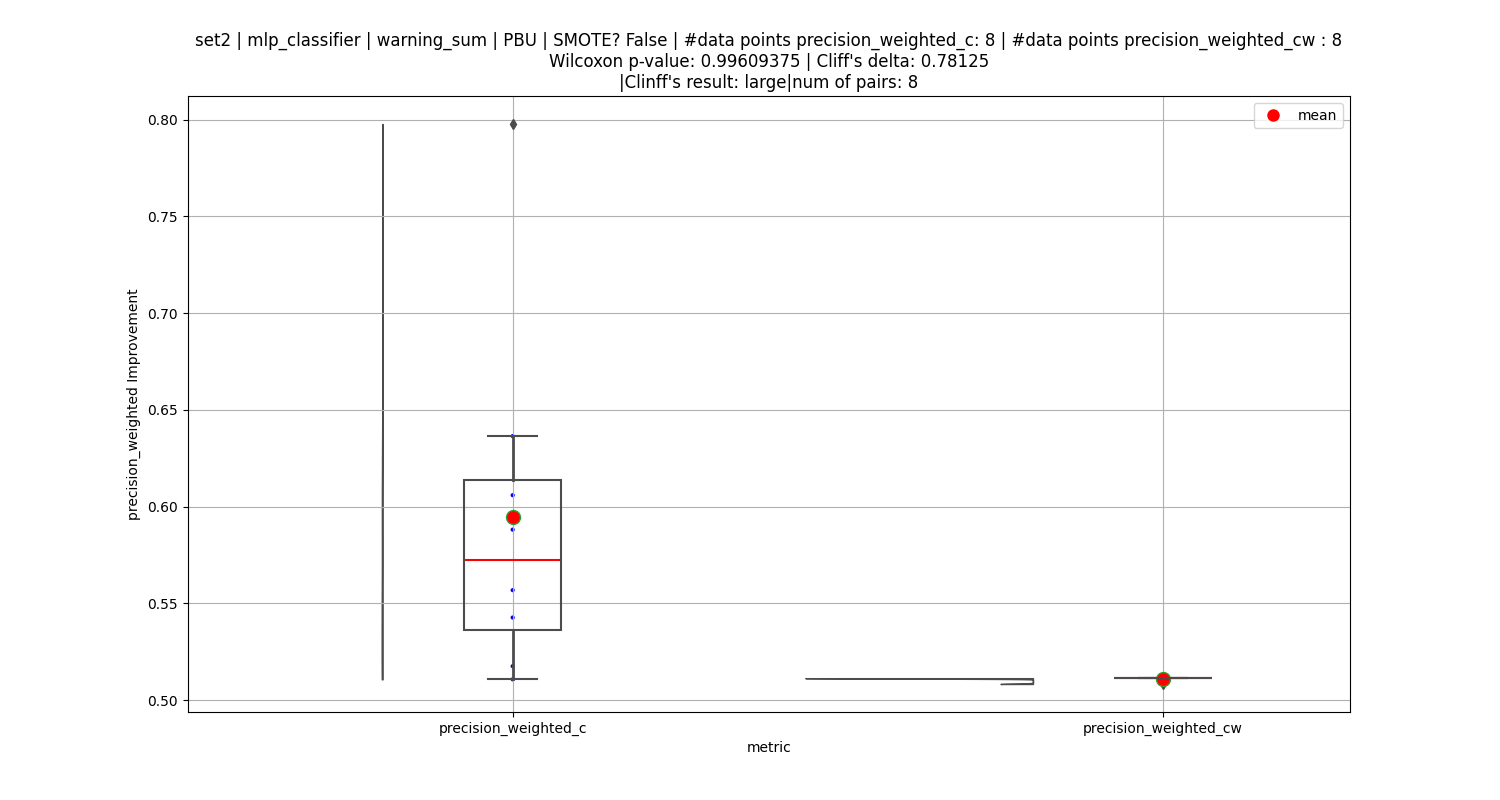 set2 | mlp_classifier | warning_sum | PBU | SMOTE? False | #data points precision_weighted_c: 8 | #data points precision_weighted_cw : 8
Wilcoxon p-value: 0.99609375 | Cliff's delta: 0.78125
|Clinff's result: large|num of pairs: 8
mean
0.80
0.75
0.70
0.65
0.60
0.55
0.50
precision_weighted Improvement
precision_weighted_c
precision_weighted_cw
metric